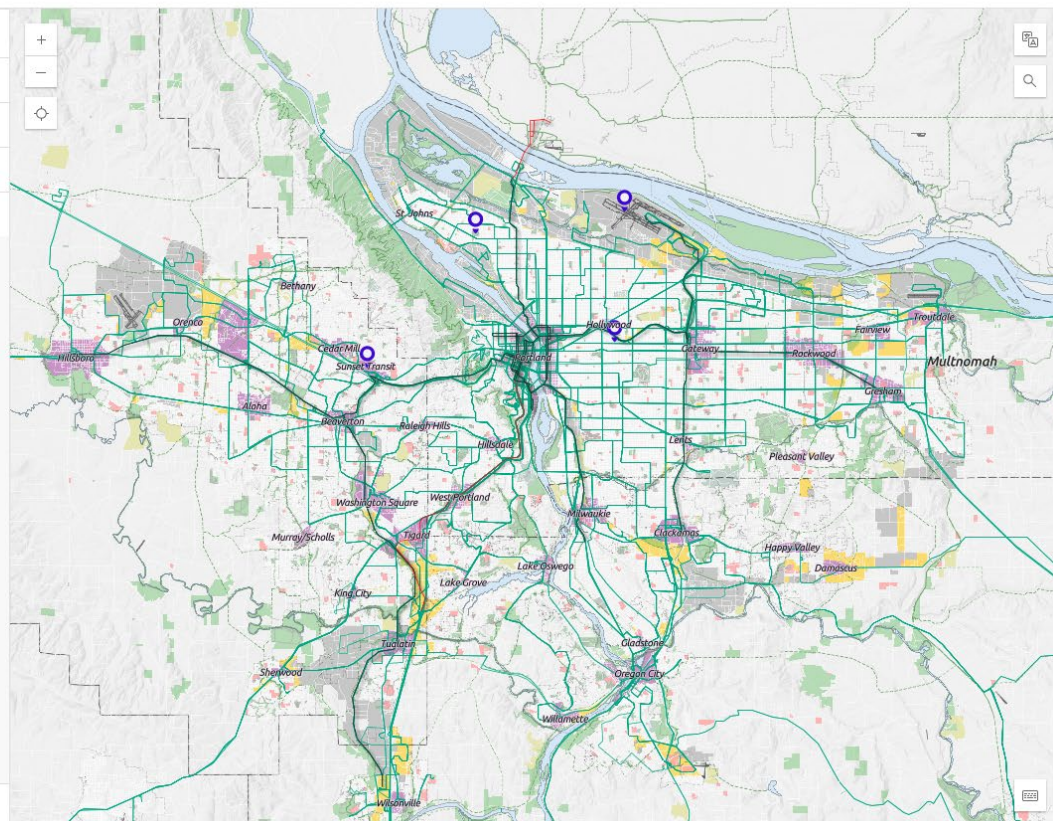 +
−
St. Johns
Bethany
Orenco
Hollywood
Troutdale
Fairview
Cedar Mill
Hillsboro
Sunset Transit
Portland
Gateway
Rockwood
Multnomah
Gresham
Aloha
Beaverton
Raleigh Hills
Hillsdale
Lents
Pleasant Valley
West Portland
Washington Square
Milwaukie
Murray/Scholls
Tigard
Clackamas
Happy Valley
Lake Oswego
Damascus
Lake Grove
King City
Tualatin
Gladstone
Sherwood
Oregon City
Willamette
Wilsonville